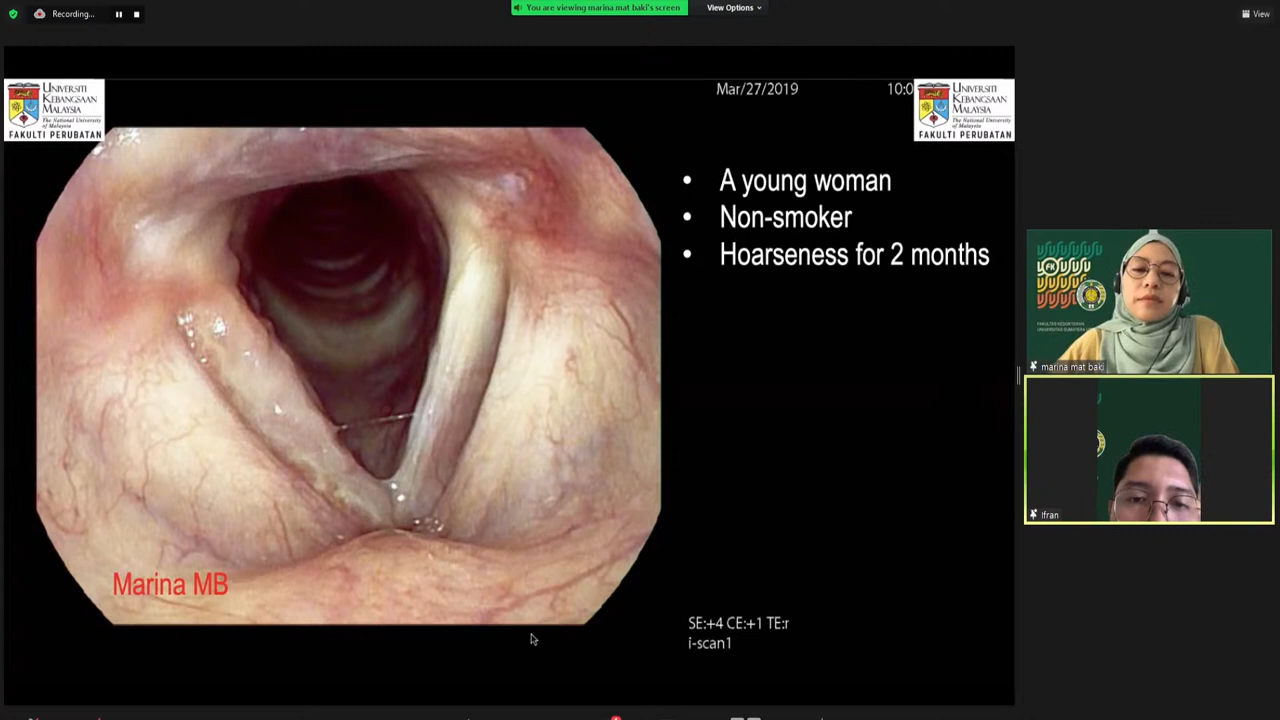 Recording...
You are viewing marina mat baki's screen
View Options
View
UNIVERSITI
KEBANGSAAN
MALAYSIA
The National University
of Malaysia
FAKULTI PERUBATAN
Mar/27/2019
10:0
UNIVERSITI
KEBANGSAAN
MALAYSIA
The National University
of Malaysia
FAKULTI PERUBATAN
• A young woman
• Non-smoker
• Hoarseness for 2 months
Marina MB
SE:+4 CE:+1 TE:r
i-scan1
marina mat baki
Ifran